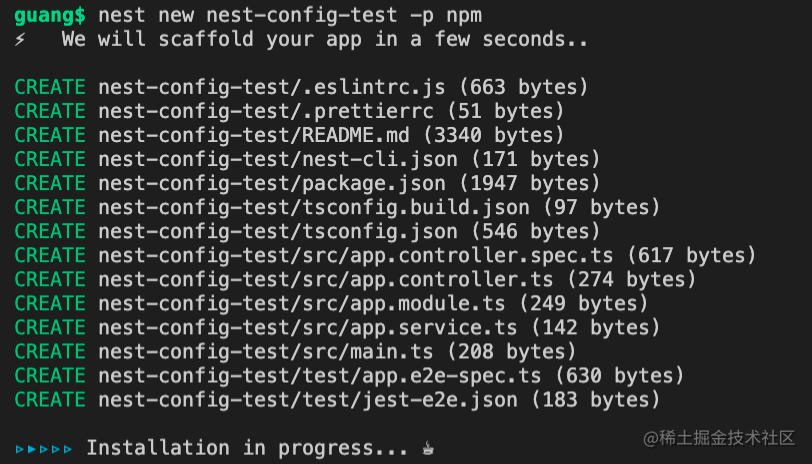 guang$ nest new nest-config-test -p npm
⚡ We will scaffold your app in a few seconds..
CREATE nest-config-test/.eslintrc.js (663 bytes)
CREATE nest-config-test/.prettierrc (51 bytes)
CREATE nest-config-test/README.md (3340 bytes)
CREATE nest-config-test/nest-cli.json (171 bytes)
CREATE nest-config-test/package.json (1947 bytes)
CREATE nest-config-test/tsconfig.build.json (97 bytes)
CREATE nest-config-test/tsconfig.json (546 bytes)
CREATE nest-config-test/src/app.controller.spec.ts (617 bytes)
CREATE nest-config-test/src/app.controller.ts (274 bytes)
CREATE nest-config-test/src/app.module.ts (249 bytes)
CREATE nest-config-test/src/app.service.ts (142 bytes)
CREATE nest-config-test/src/main.ts (208 bytes)
CREATE nest-config-test/test/app.e2e-spec.ts (630 bytes)
CREATE nest-config-test/test/jest-e2e.json (183 bytes)
▹▸▹▹▹ Installation in progress... ☕
@稀土掘金技术社区